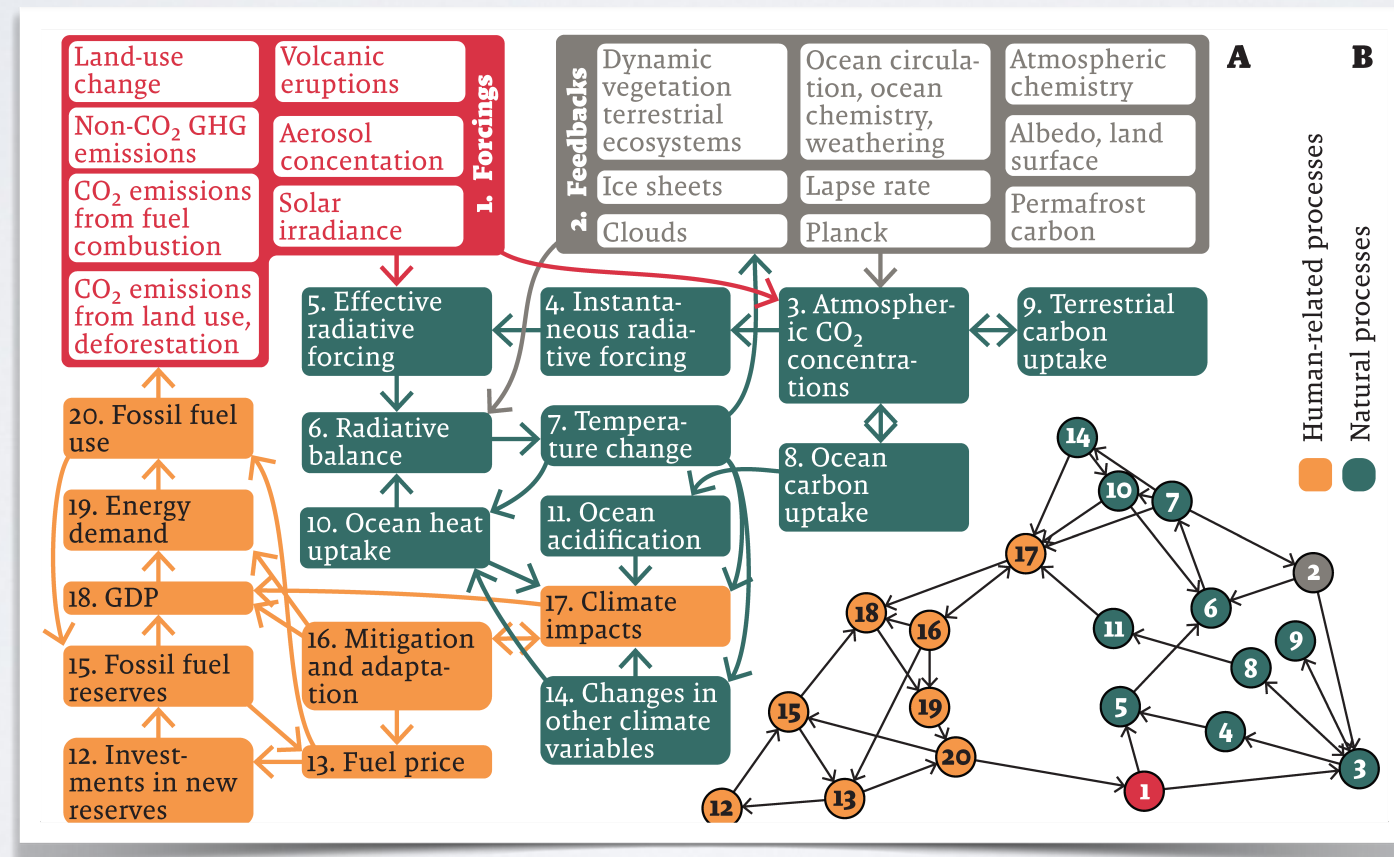 Land-use
change
Non-CO₂ GHG
emissions
CO₂ emissions
from fuel
combustion
CO₂ emissions
from land use,
deforestation
Volcanic
eruptions
Aerosol
concentation
Solar
irradiance
1. Forcings
2. Feedbacks
Dynamic
vegetation
terrestrial
ecosystems
Ice sheets
Clouds
Ocean circula-
tion, ocean
chemistry,
weathering
Lapse rate
Planck
Atmospheric
chemistry
Albedo, land
surface
Permafrost
carbon
A
B
Human-related processes
Natural processes
5. Effective
radiative
forcing
4. Instanta-
neous radia-
tive forcing
3. Atmospher-
ic CO₂
concentra-
tions
9. Terrestrial
carbon
uptake
20. Fossil fuel
use
6. Radiative
balance
7. Tempera-
ture change
8. Ocean
carbon
uptake
19. Energy
demand
10. Ocean heat
uptake
11. Ocean
acidification
18. GDP
17. Climate
impacts
16. Mitigation
and adapta-
tion
15. Fossil fuel
reserves
14. Changes in
other climate
variables
12. Invest-
ments in new
reserves
13. Fuel price
14
10
7
17
2
18
16
6
11
9
8
15
19
5
4
20
3
12
13
1